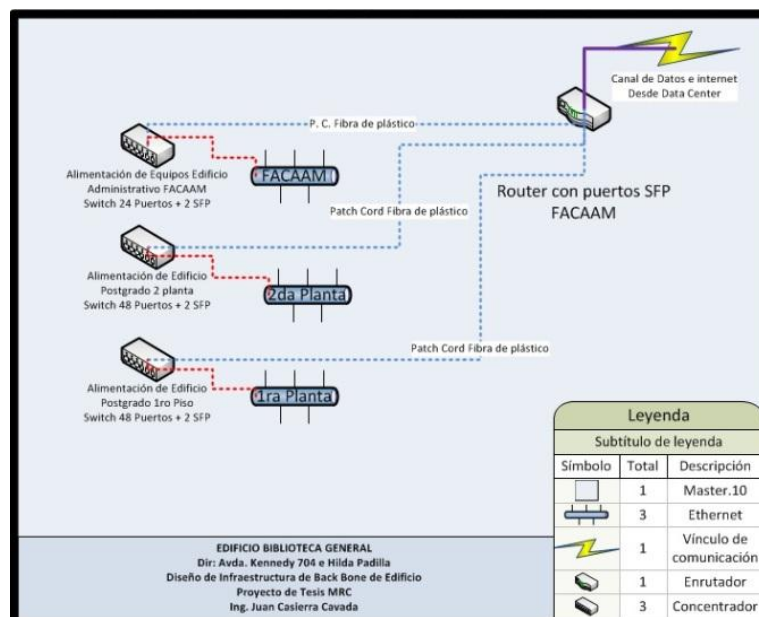 Canal de Datos e internet
Desde Data Center
P. C. Fibra de plástico
Alimentación de Equipos Edificio
Administrativo FACAAM
Switch 24 Puertos + 2 SFP
FACAAM
Router con puertos SFP
FACAAM
Patch Cord Fibra de plástico
Alimentación de Edificio
Postgrado 2 planta
Switch 48 Puertos + 2 SFP
2da Planta
Patch Cord Fibra de plástico
Alimentación de Edificio
Postgrado 1ro Piso
Switch 48 Puertos + 2 SFP
1ra Planta
Leyenda
Subtítulo de leyenda
Símbolo Total Descripción
1 Master.10
3 Ethernet
1 Vínculo de
comunicación
1 Enrutador
3 Concentrador
EDIFICIO BIBLIOTECA GENERAL
Dir: Avda. Kennedy 704 e Hilda Padilla
Diseño de Infraestructura de Back Bone de Edificio
Proyecto de Tesis MRC
Ing. Juan Casierra Cavada